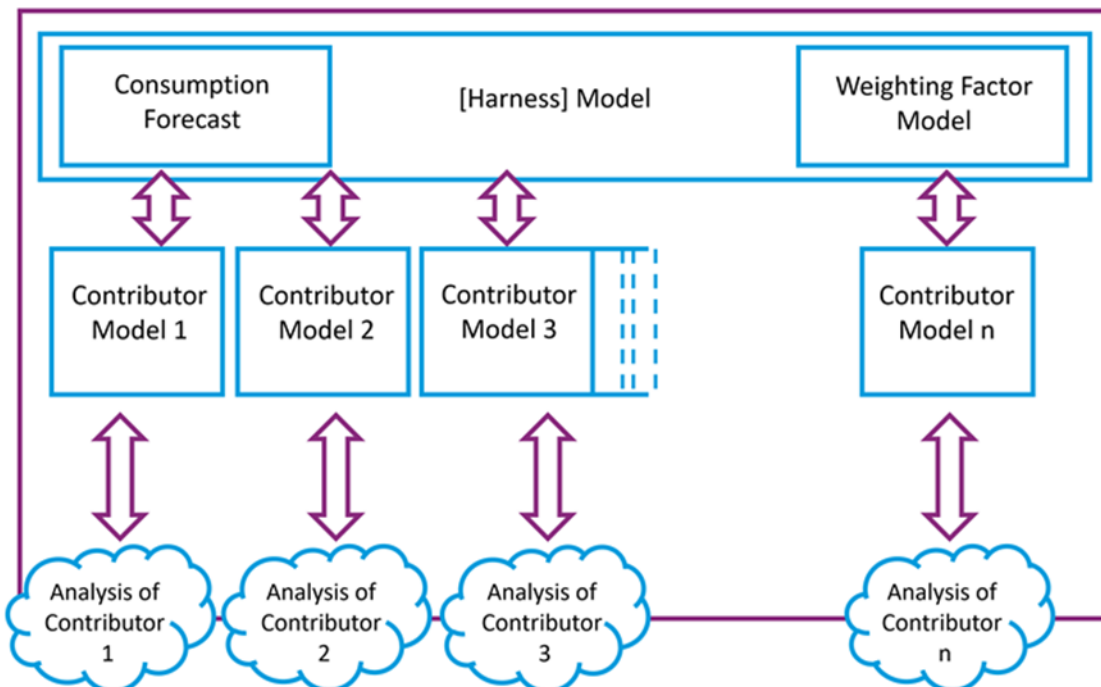 Consumption
Forecast
[Harness] Model
Weighting Factor
Model
Contributor
Model 1
Contributor
Model 2
Contributor
Model 3
Contributor
Model n
Analysis of
Contributor
1
Analysis of
Contributor
2
Analysis of
Contributor
3
Analysis of
Contributor
n